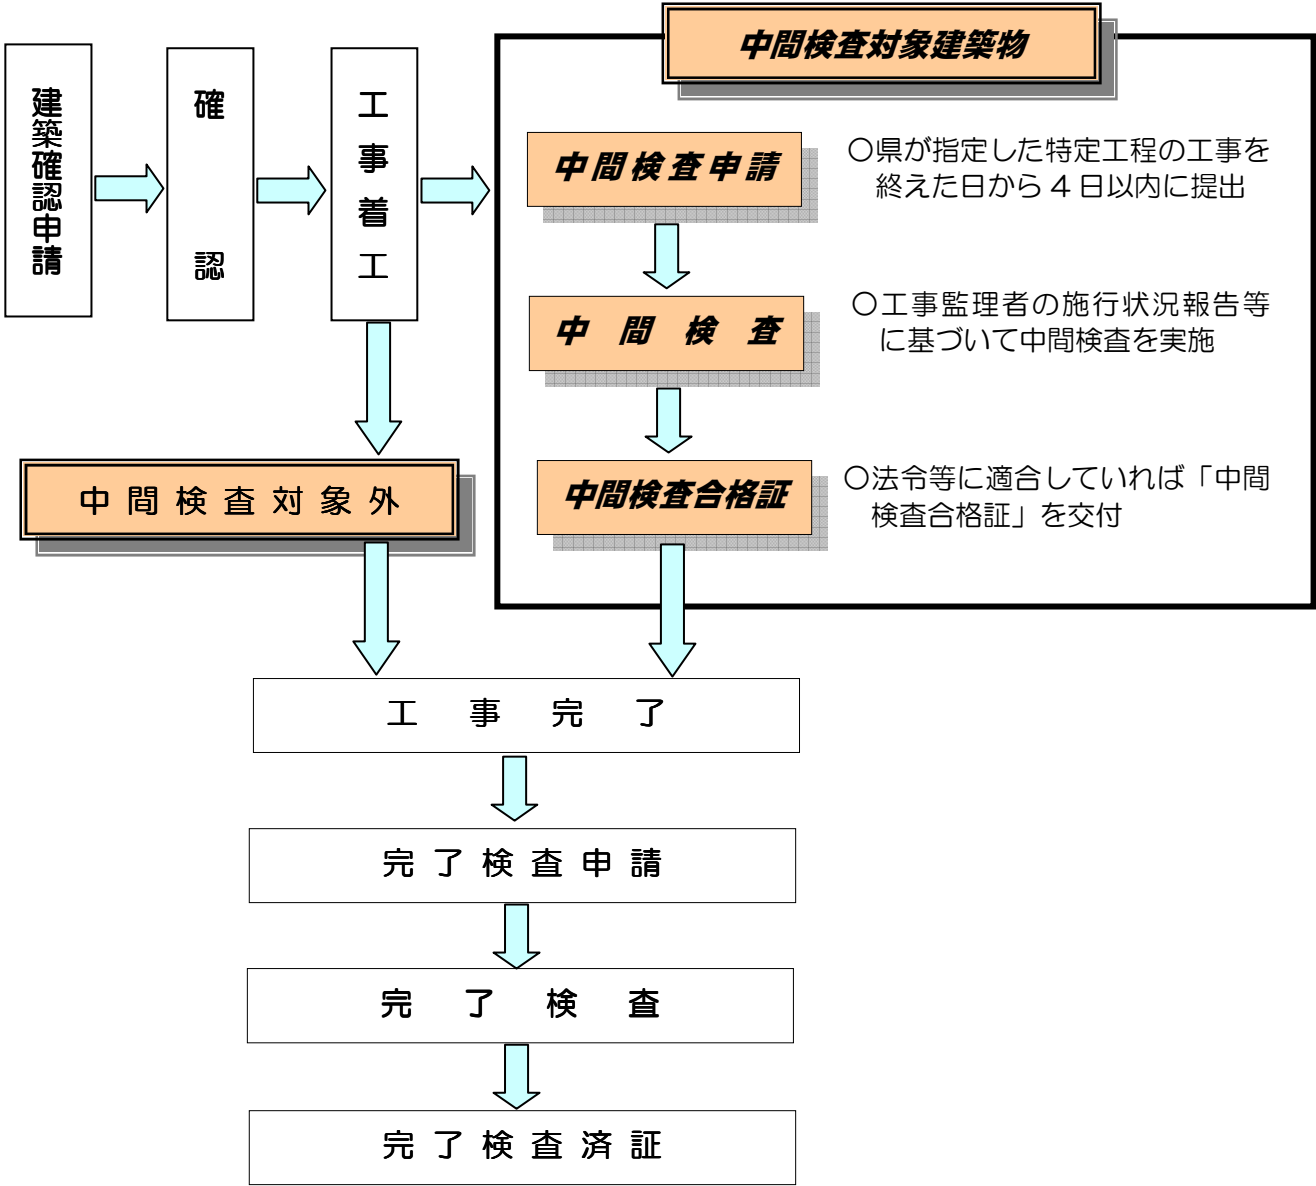 建築確認申請
確認
工事着工
中間検査対象建築物
中間検査申請
〇県が指定した特定工程の工事を
終えた日から4日以内に提出
中間検査
〇工事監理者の施行状況報告等
に基づいて中間検査を実施
中間検査合格証
〇法令等に適合していれば「中間
検査合格証」を交付
中間検査対象外
工事完了
完了検査申請
完了検査
完了検査済証